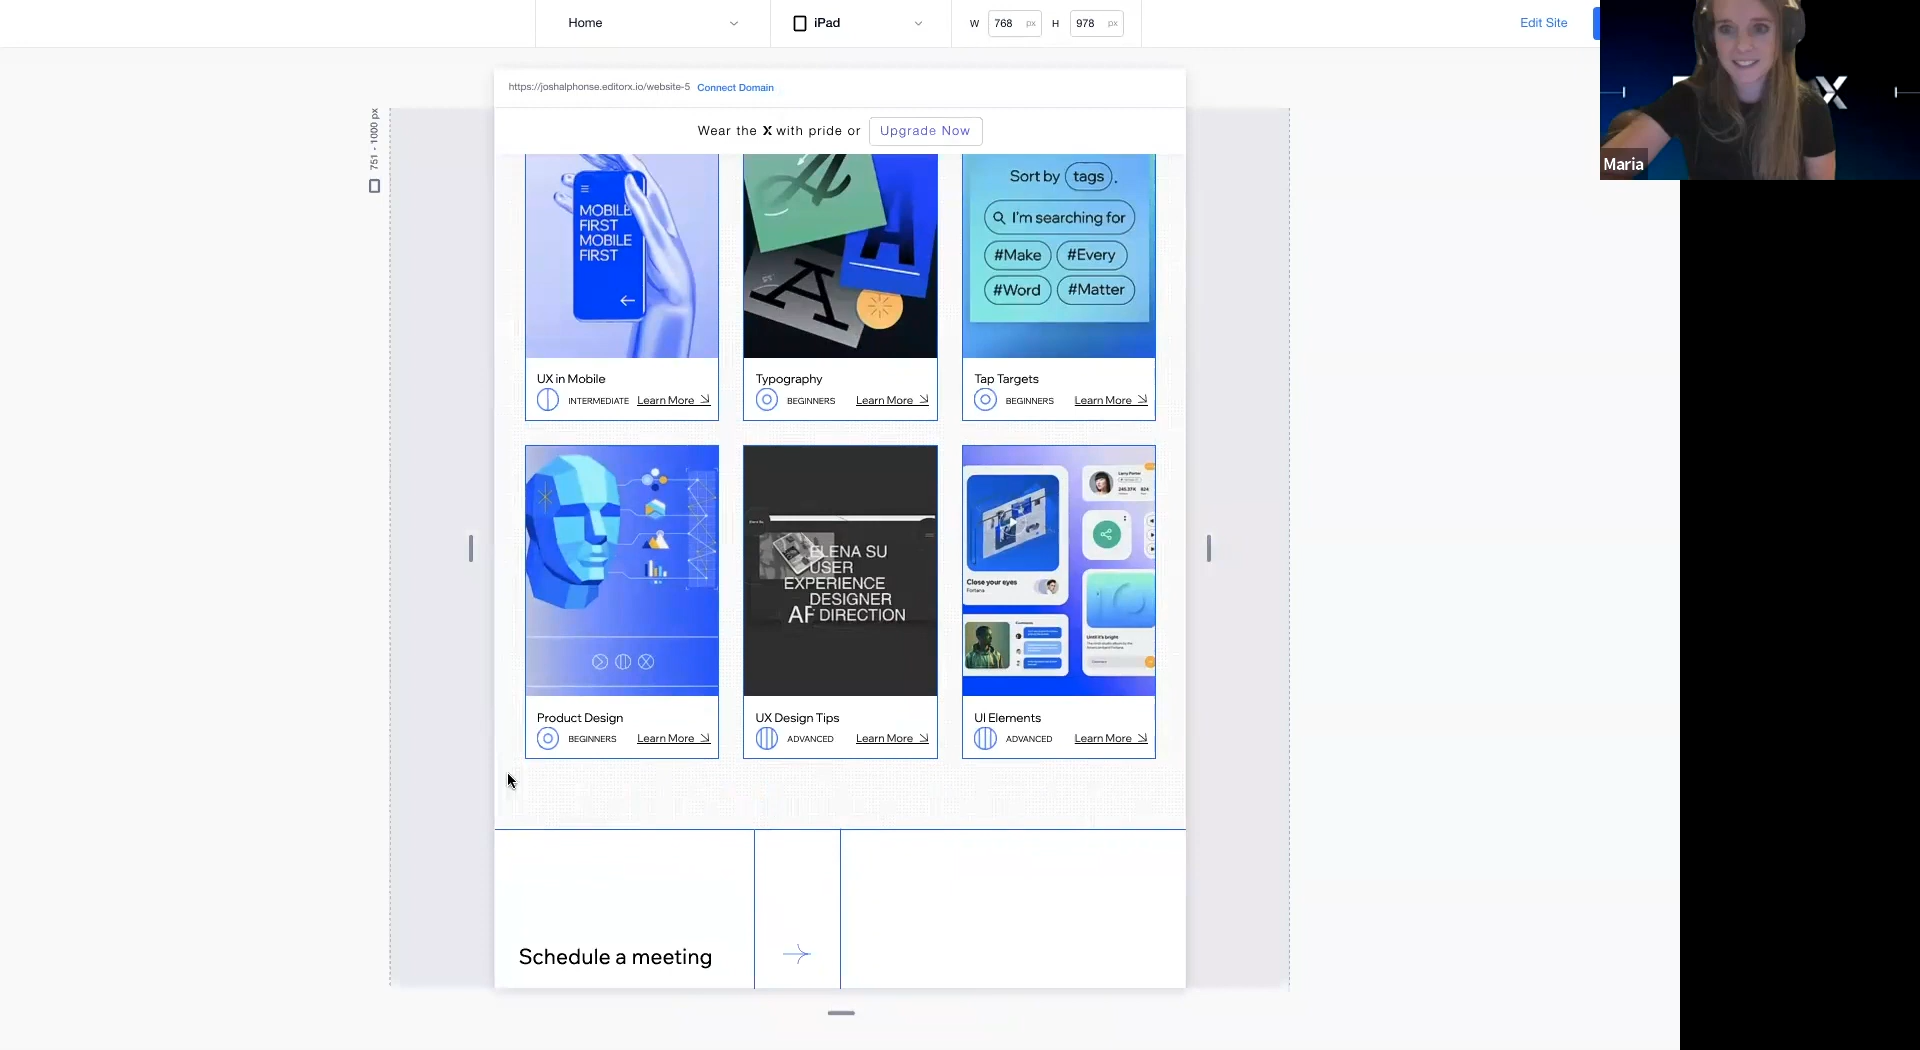 Home
iPad
W 768 px H 978 px
Edit Site
Maria
X
https://joshalphonse.editorx.io/website-5 Connect Domain
751 - 1000 px
Wear the X with pride or Upgrade Now
MOBILE
FIRST
MOBILE
FIRST
A
A
A
Sort by tags .
I'm searching for
#Make #Every
#Word #Matter
UX in Mobile
INTERMEDIATE Learn More
Typography
BEGINNERS Learn More
Tap Targets
BEGINNERS Learn More
ELENA SU
USER
EXPERIENCE
DESIGNER
AF DIRECTION
Close your eyes
Fortana
Until it's bright
Product Design
BEGINNERS Learn More
UX Design Tips
ADVANCED Learn More
UI Elements
ADVANCED Learn More
Schedule a meeting